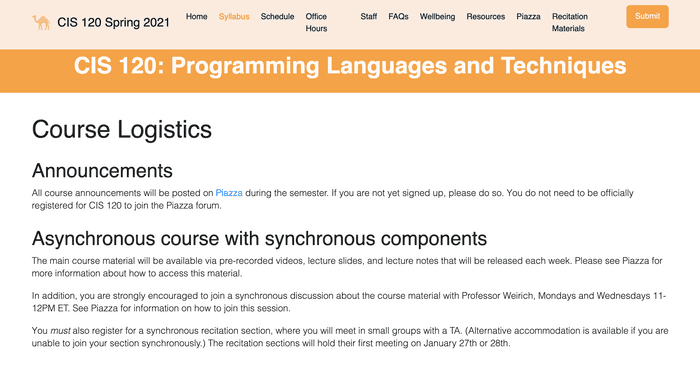 CIS 120 Spring 2021
Home Syllabus Schedule Office Hours Staff FAQs Wellbeing Resources Piazza Recitation Materials Submit
CIS 120: Programming Languages and Techniques
Course Logistics
Announcements
All course announcements will be posted on Piazza during the semester. If you are not yet signed up, please do so. You do not need to be officially
registered for CIS 120 to join the Piazza forum.
Asynchronous course with synchronous components
The main course material will be available via pre-recorded videos, lecture slides, and lecture notes that will be released each week. Please see Piazza for
more information about how to access this material.
In addition, you are strongly encouraged to join a synchronous discussion about the course material with Professor Weirich, Mondays and Wednesdays 11-
12PM ET. See Piazza for information on how to join this session.
You must also register for a synchronous recitation section, where you will meet in small groups with a TA. (Alternative accommodation is available if you are
unable to join your section synchronously.) The recitation sections will hold their first meeting on January 27th or 28th.